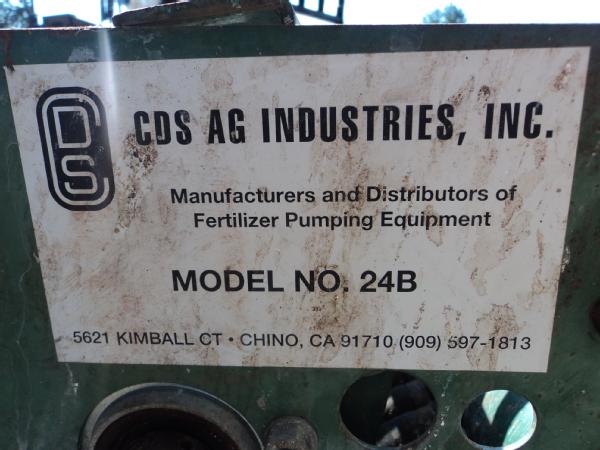 CDS
CDS AG INDUSTRIES, INC.
Manufacturers and Distributors of
Fertilizer Pumping Equipment
MODEL NO. 24B
5621 KIMBALL CT • CHINO, CA 91710 (909) 597-1813